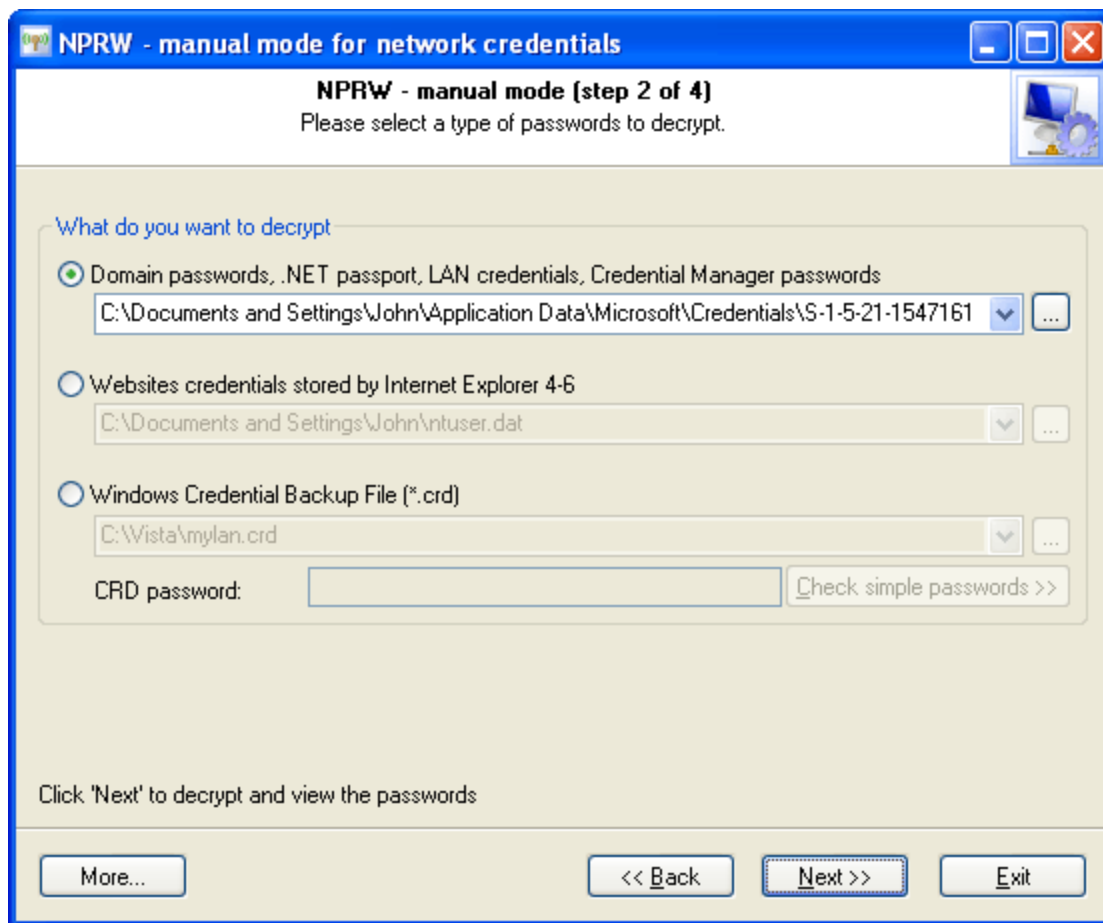 NPRW - manual mode for network credentials
NPRW - manual mode (step 2 of 4)
Please select a type of passwords to decrypt.
What do you want to decrypt
Domain passwords, .NET passport, LAN credentials, Credential Manager passwords
C:\Documents and Settings\John\Application Data\Microsoft\Credentials\S-1-5-21-1547161
...
Websites credentials stored by Internet Explorer 4-6
C:\Documents and Settings\John\ntuser.dat
...
Windows Credential Backup File (*.crd)
C:\Vista\mylan.crd
...
CRD password:
Check simple passwords >>
Click 'Next' to decrypt and view the passwords
More...
<< Back
Next >>
Exit